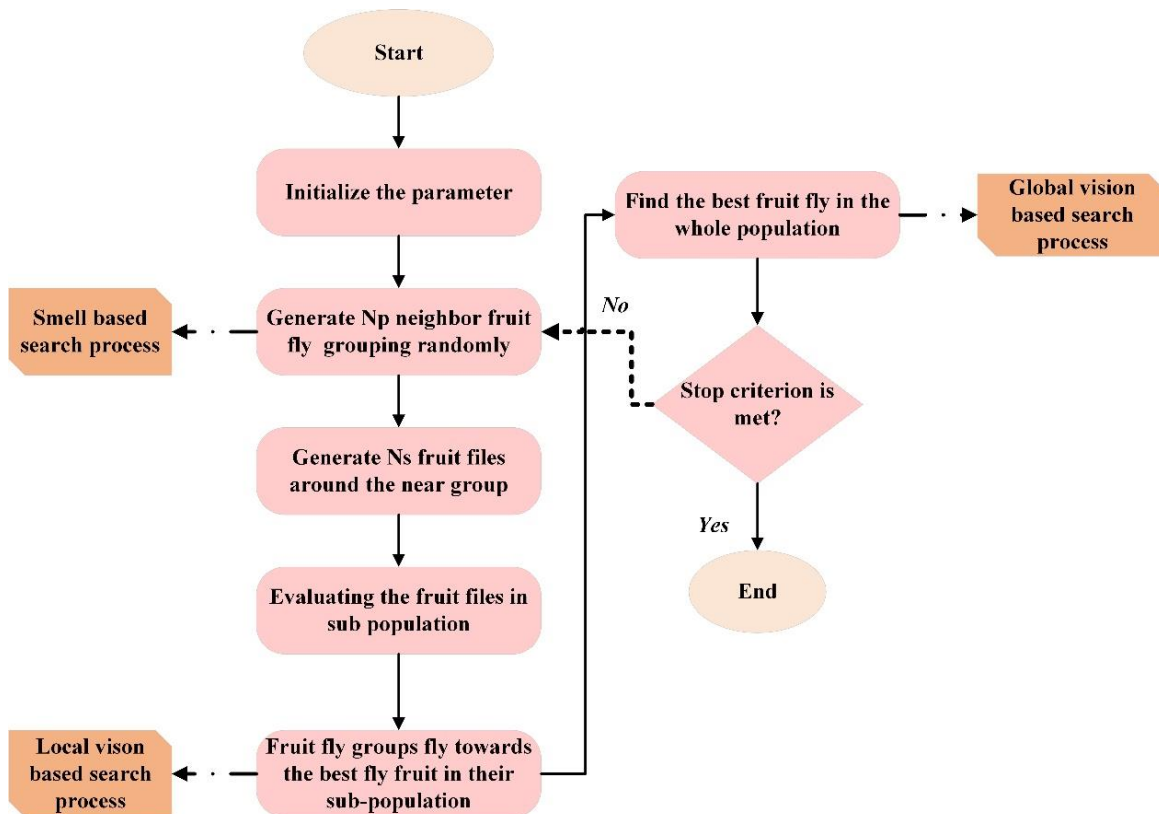 Start
Initialize the parameter
Smell based
search process
Generate Np neighbor fruit
fly grouping randomly
Generate Ns fruit files
around the near group
Evaluating the fruit files in
sub population
Local vison
based search
process
Fruit fly groups fly towards
the best fly fruit in their
sub-population
Find the best fruit fly in the
whole population
Global vision
based search
process
No
Stop criterion is
met?
Yes
End